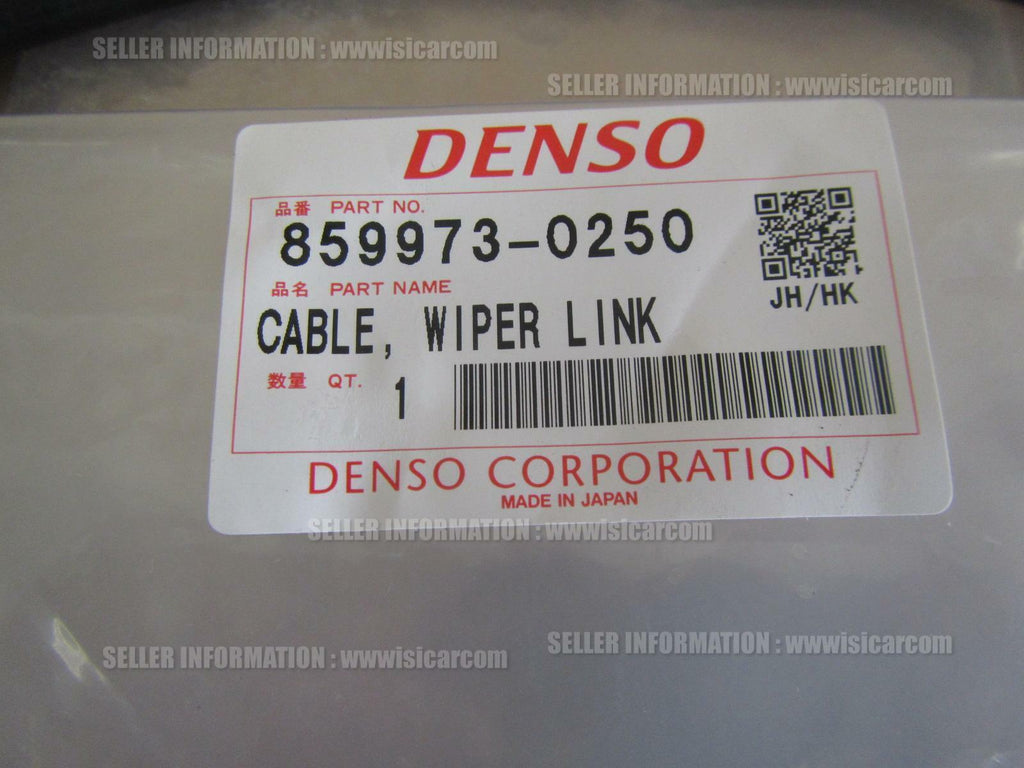 SELLER INFORMATION : wwwisicarcom
SELLER INFORMATION : wwwisicarcom
DENSO
品番 PART NO.
859973-0250
品名 PART NAME
JH/HK
CABLE, WIPER LINK
数量 QT. 1
DENSO CORPORATION
MADE IN JAPAN
SELLER INFORMATION : wwwisicarcom
SELLER INFORMATION : wwwisicarcom
SELLER INFORMATION : wwwisicarcom